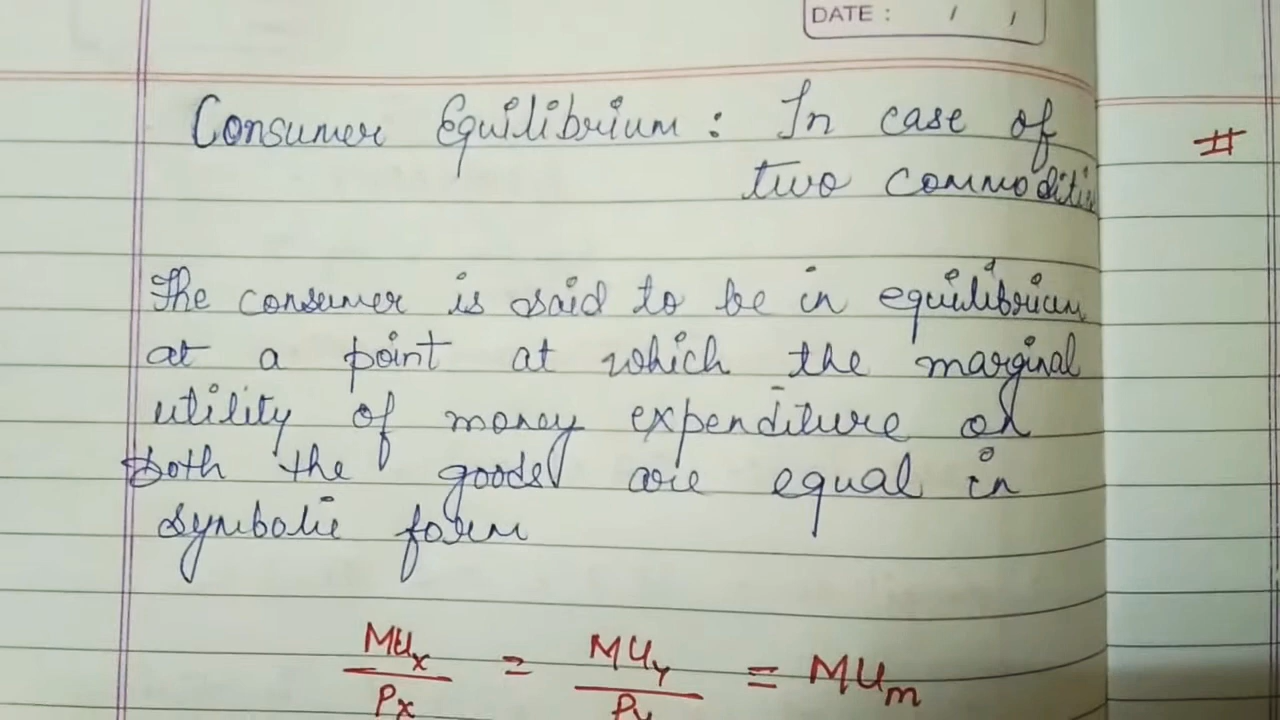 DATE : / /
Consumer Equilibrium : In case of
two commoditie
#
The consumer is said to be in equilibrium
at a point at which the marginal
utility of money expenditure on
both the goods are equal in
symbolic form
MUx / Px = MUy / Py = MUm